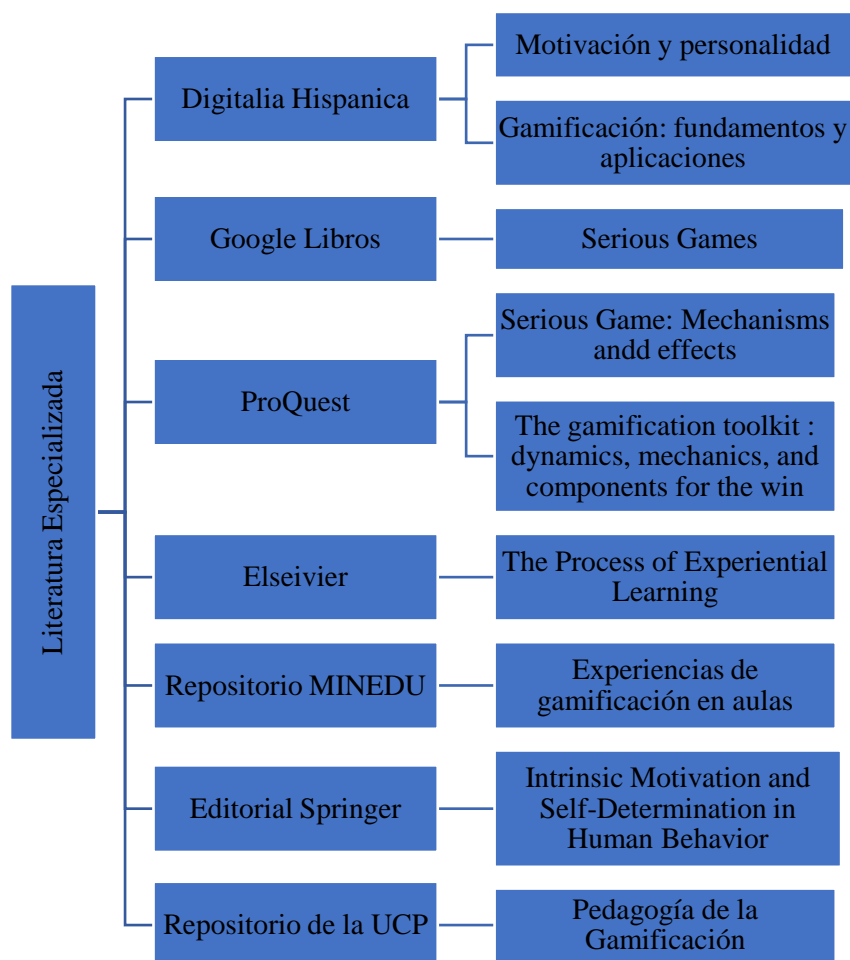 Literatura Especializada
Digitalia Hispanica
Motivación y personalidad
Gamificación: fundamentos y
aplicaciones
Google Libros
Serious Games
ProQuest
Serious Game: Mechanisms
andd effects
The gamification toolkit :
dynamics, mechanics, and
components for the win
Elseivier
The Process of Experiential
Learning
Repositorio MINEDU
Experiencias de
gamificación en aulas
Editorial Springer
Intrinsic Motivation and
Self-Determination in
Human Behavior
Repositorio de la UCP
Pedagogía de la
Gamificación